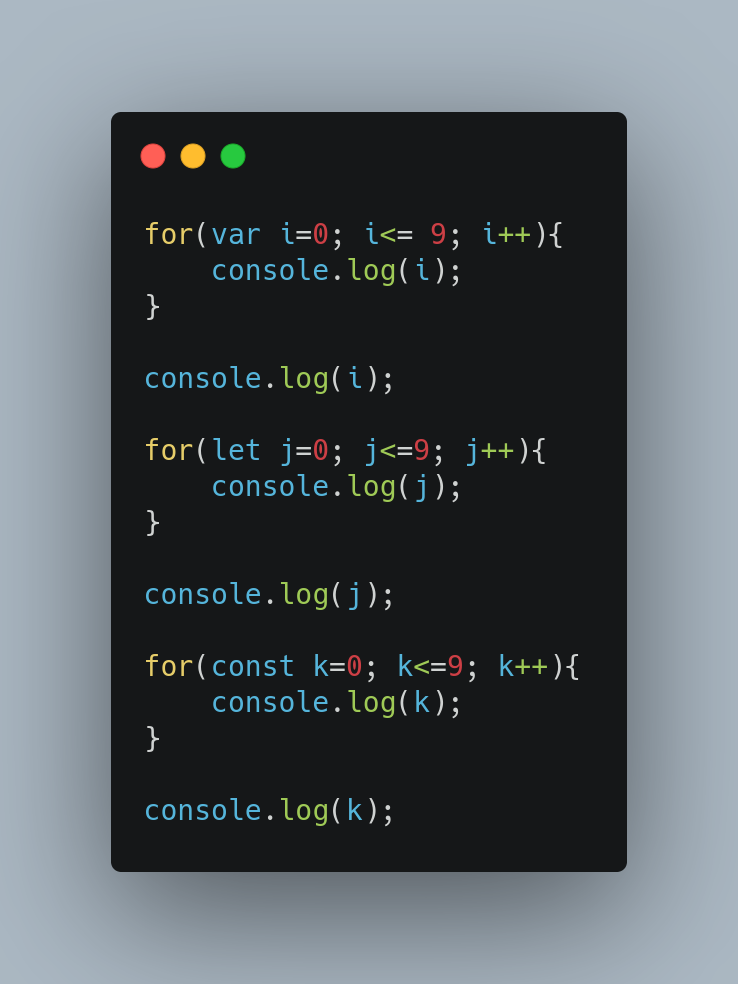 for(var i=0; i<= 9; i++){
    console.log(i);
}
console.log(i);
for(let j=0; j<=9; j++){
    console.log(j);
}
console.log(j);
for(const k=0; k<=9; k++){
    console.log(k);
}
console.log(k);